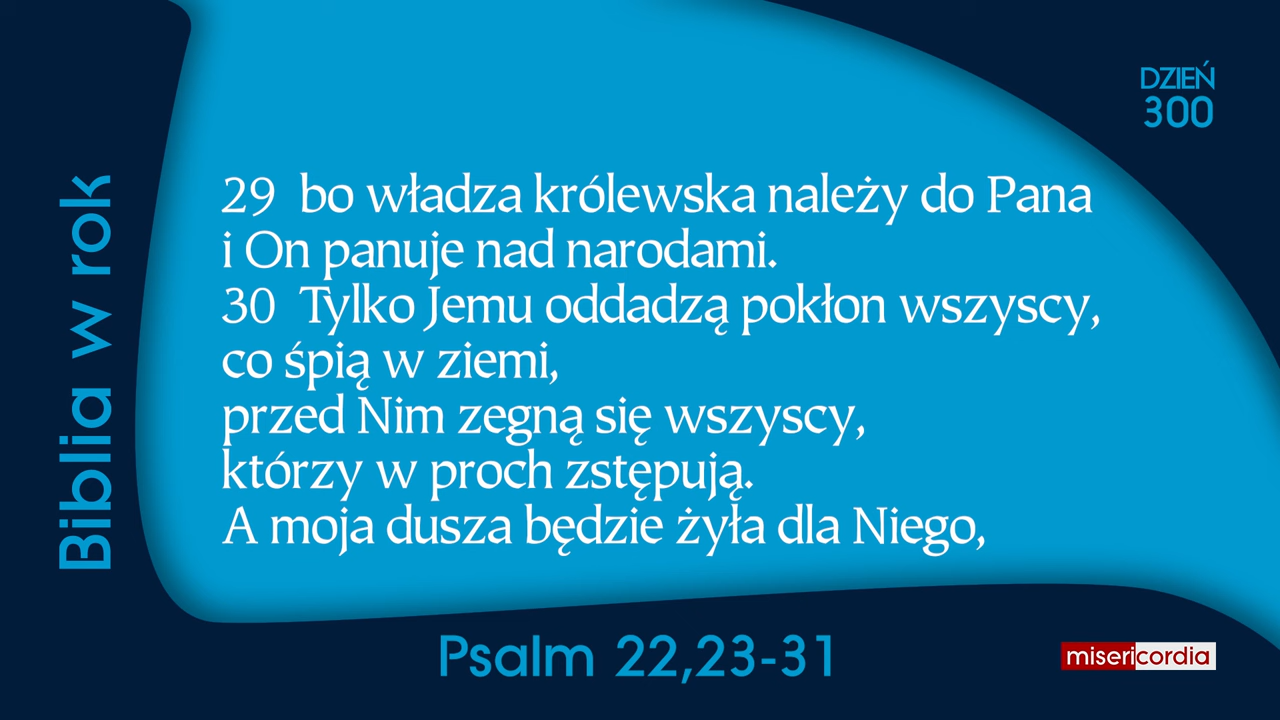 DZIEŃ
300
Biblia w rok
29 bo władza królewska należy do Pana
i On panuje nad narodami.
30 Tylko Jemu oddadzą pokłon wszyscy,
co śpią w ziemi,
przed Nim zegną się wszyscy,
którzy w proch zstępują.
A moja dusza będzie żyła dla Niego,
Psalm 22,23-31
misericordia